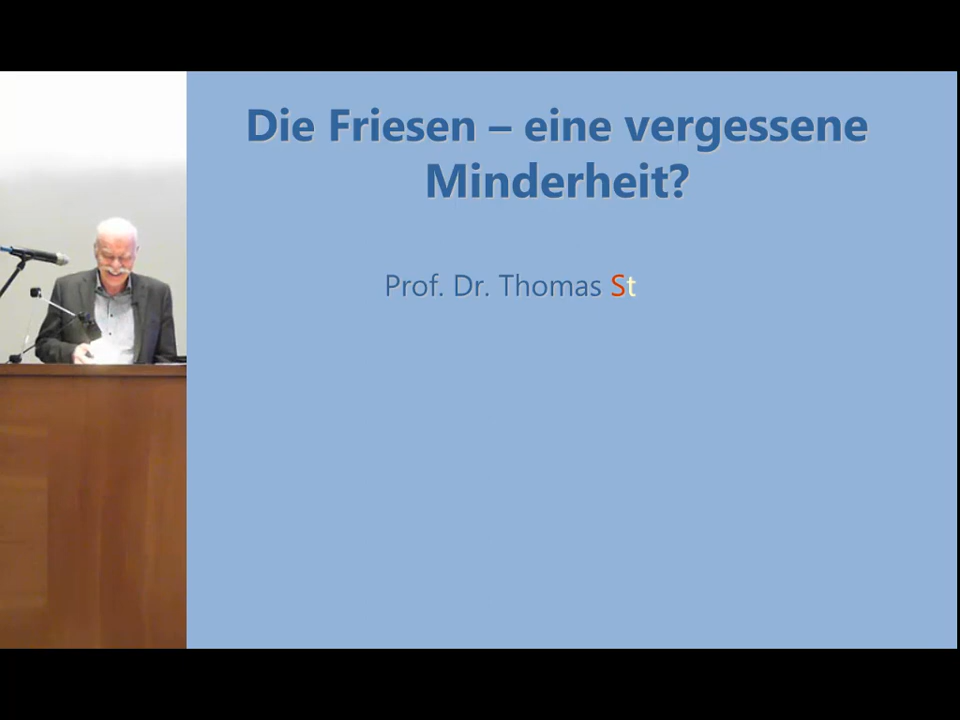 Die Friesen – eine vergessene
Minderheit?
Prof. Dr. Thomas St